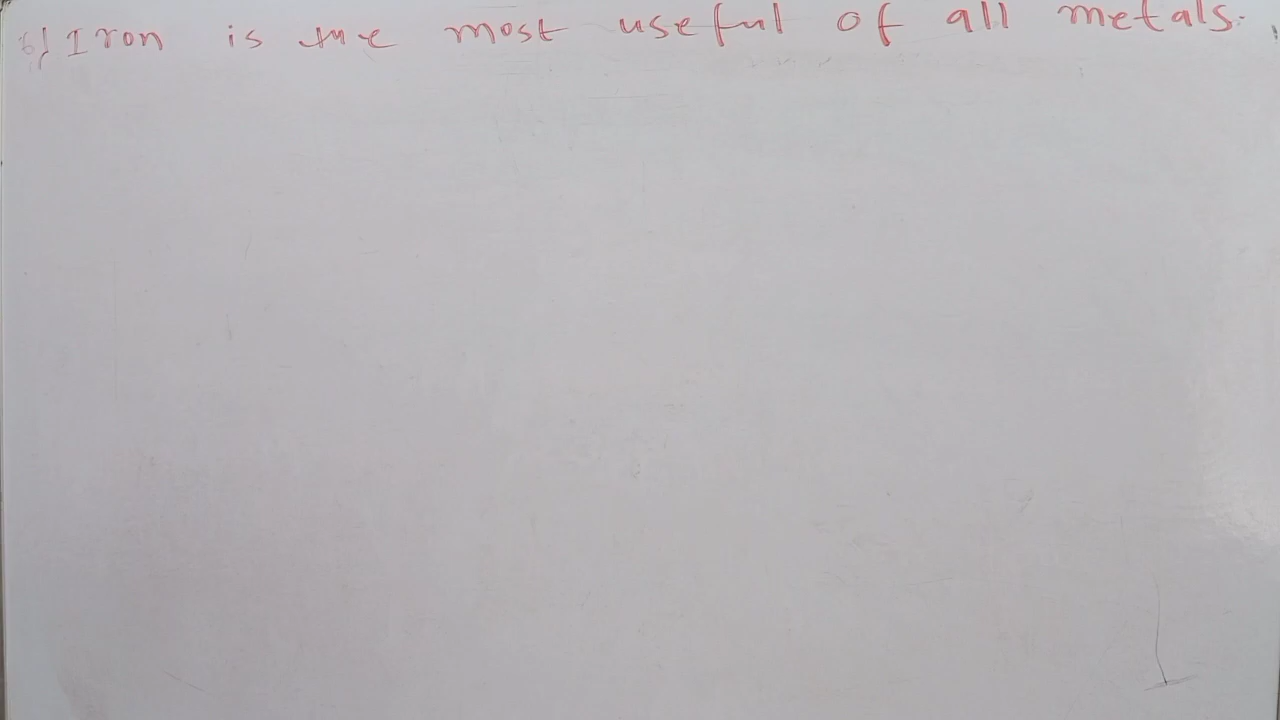 6) Iron is the most useful of all metals.